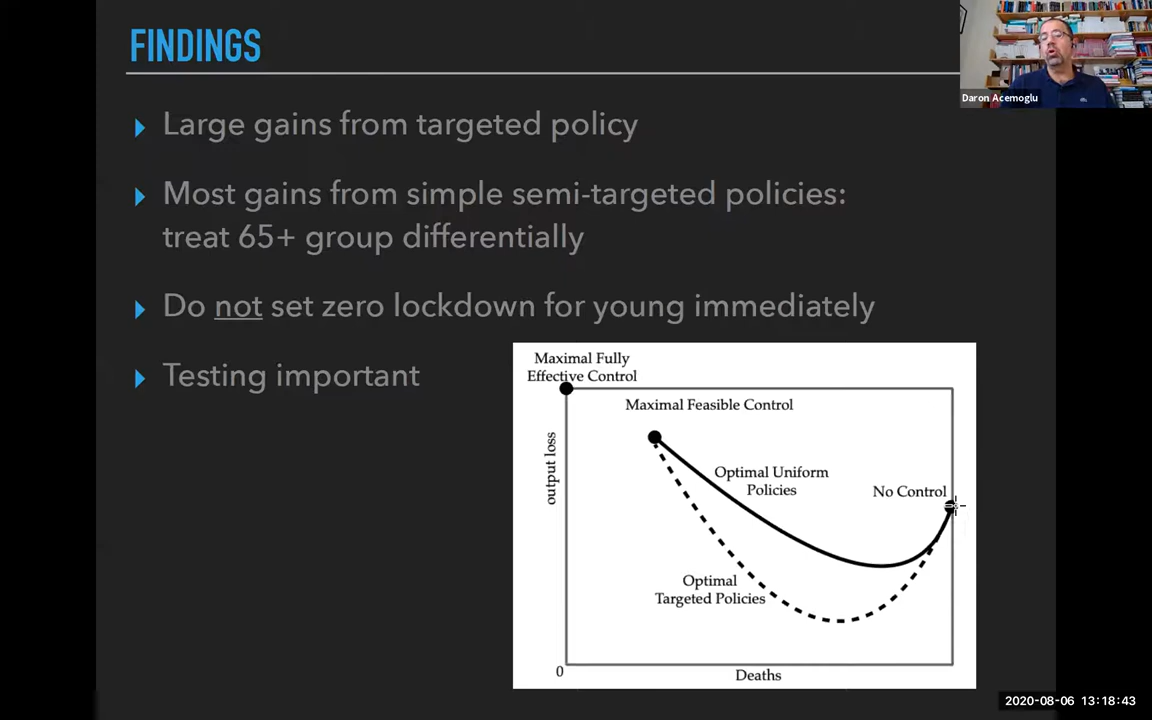 FINDINGS
Daron Acemoglu
Large gains from targeted policy
Most gains from simple semi-targeted policies:
treat 65+ group differentially
Do not set zero lockdown for young immediately
Testing important
Maximal Fully
Effective Control
Maximal Feasible Control
output loss
Optimal Uniform
Policies
No Control
Optimal
Targeted Policies
0
Deaths
2020-08-06 13:18:43